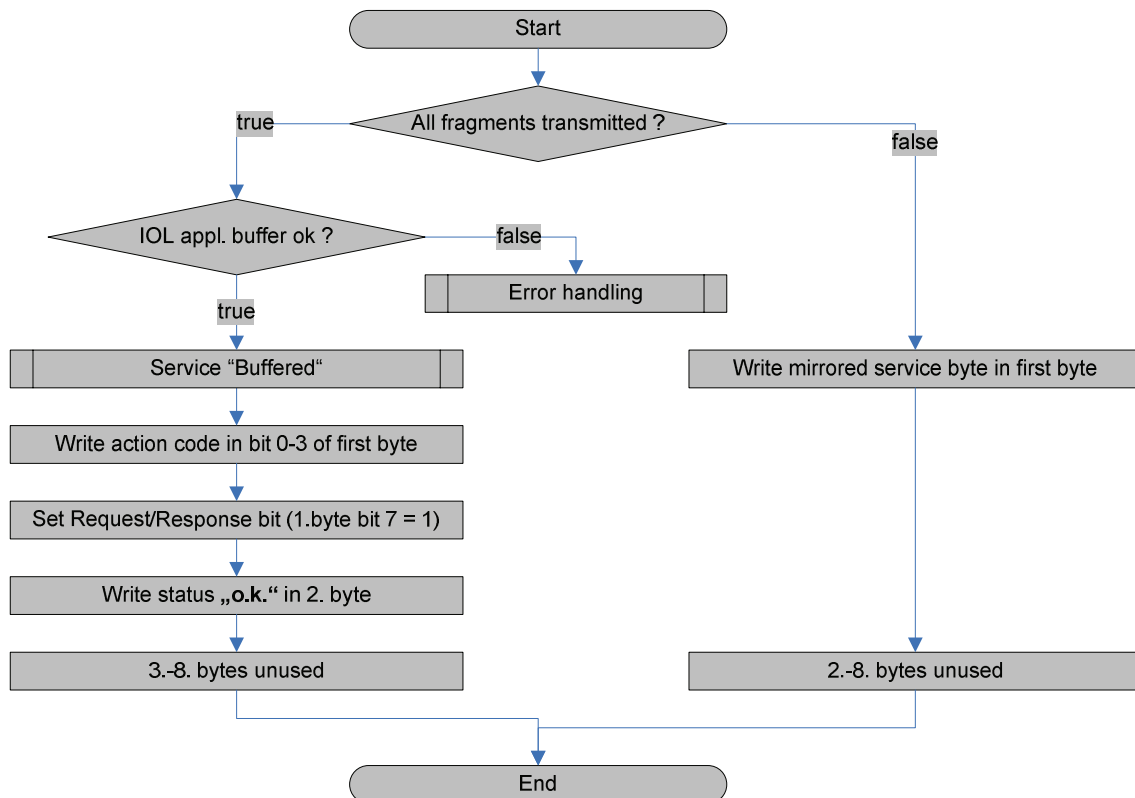 Start
All fragments transmitted ?
true
false
IOL appl. buffer ok ?
false
Error handling
true
Service “Buffered“
Write mirrored service byte in first byte
Write action code in bit 0-3 of first byte
Set Request/Response bit (1.byte bit 7 = 1)
Write status „o.k.“ in 2. byte
3.-8. bytes unused
2.-8. bytes unused
End